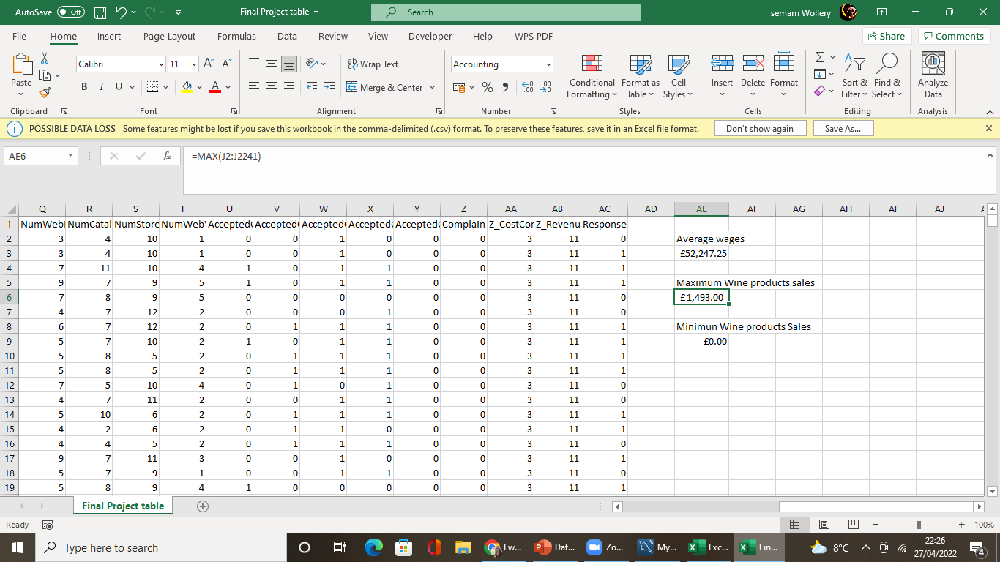 AutoSave Off Final Project table Search semarri Wollery
File Home Insert Page Layout Formulas Data Review View Developer Help WPS PDF Share Comments
Calibri 11 A A Wrap Text Accounting
Paste B I U A Merge & Center % Conditional Formatting Format as Table Cell Styles Insert Delete Format Sort & Filter Find & Select Analyze Data
Clipboard Font Alignment Number Styles Cells Editing Analysis
POSSIBLE DATA LOSS Some features might be lost if you save this workbook in the comma-delimited (.csv) format. To preserve these features, save it in an Excel file format. Don't show again Save As...
AE6 fx =MAX(J2:J2241)
Q R S T U V W X Y Z AA AB AC AD AE AF AG AH AI AJ
1 NumWeb NumCatal NumStore NumWeb Accepted Accepted Accepted Accepted Accepted Complain Z_CostCor Z_Revenu Response
2 3 4 10 1 0 0 1 0 0 0 3 11 0 Average wages
3 3 4 10 1 0 0 1 0 0 0 3 11 1 £52,247.25
4 7 11 10 4 1 0 1 1 0 0 3 11 1
5 9 7 9 5 1 0 1 1 0 0 3 11 1 Maximum Wine products sales
6 7 8 9 5 0 0 0 0 0 0 3 11 0 £1,493.00
7 4 7 12 2 0 0 0 1 0 0 3 11 0
8 6 7 12 2 0 1 1 1 0 0 3 11 1 Minimun Wine products Sales
9 5 7 10 2 1 0 1 1 0 0 3 11 1 £0.00
10 5 8 5 2 0 1 1 1 0 0 3 11 1
11 5 8 5 2 0 1 1 1 0 0 3 11 1
12 7 5 10 4 0 1 0 1 0 0 3 11 0
13 4 7 11 2 0 0 1 1 0 0 3 11 0
14 5 10 6 2 0 1 1 1 0 0 3 11 1
15 4 2 6 2 0 1 1 0 0 0 3 11 1
16 4 4 5 2 0 1 1 1 0 0 3 11 0
17 9 7 11 3 0 0 1 0 0 0 3 11 1
18 5 7 9 1 0 0 1 1 0 0 3 11 0
19 5 8 9 4 1 0 0 0 0 0 3 11 1
Final Project table
Ready 100%
Type here to search Fw... Dat... Zo... My... Exc... Fin... 8°C 22:26
27/04/2022 4